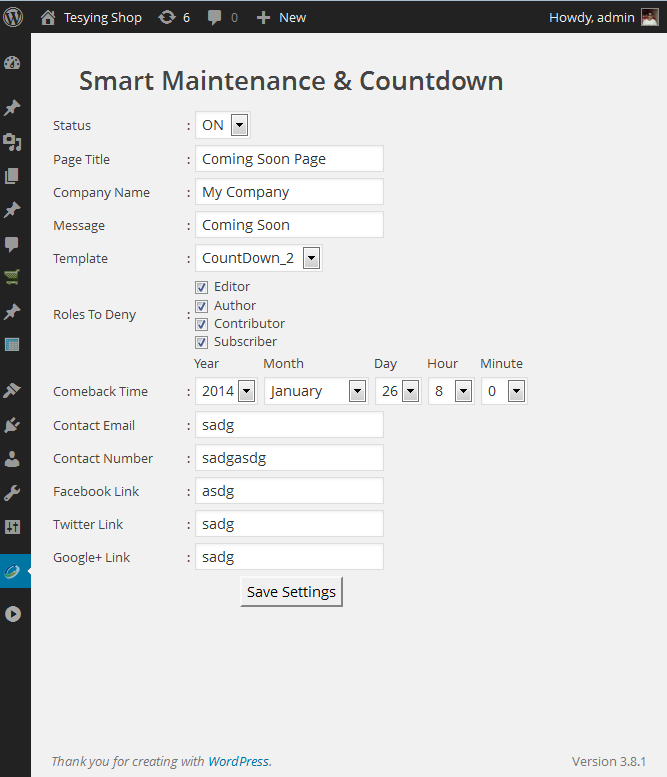 Tesying Shop 6 0 New Howdy, admin
Smart Maintenance & Countdown
Status : ON
Page Title : Coming Soon Page
Company Name : My Company
Message : Coming Soon
Template : CountDown_2
Editor
Author
Roles To Deny :
Contributor
Subscriber
Year Month Day Hour Minute
Comeback Time : 2014 January 26 8 0
Contact Email : sadg
Contact Number : sadgasdg
Facebook Link : asdg
Twitter Link : sadg
Google+ Link : sadg
Save Settings
Thank you for creating with WordPress. Version 3.8.1